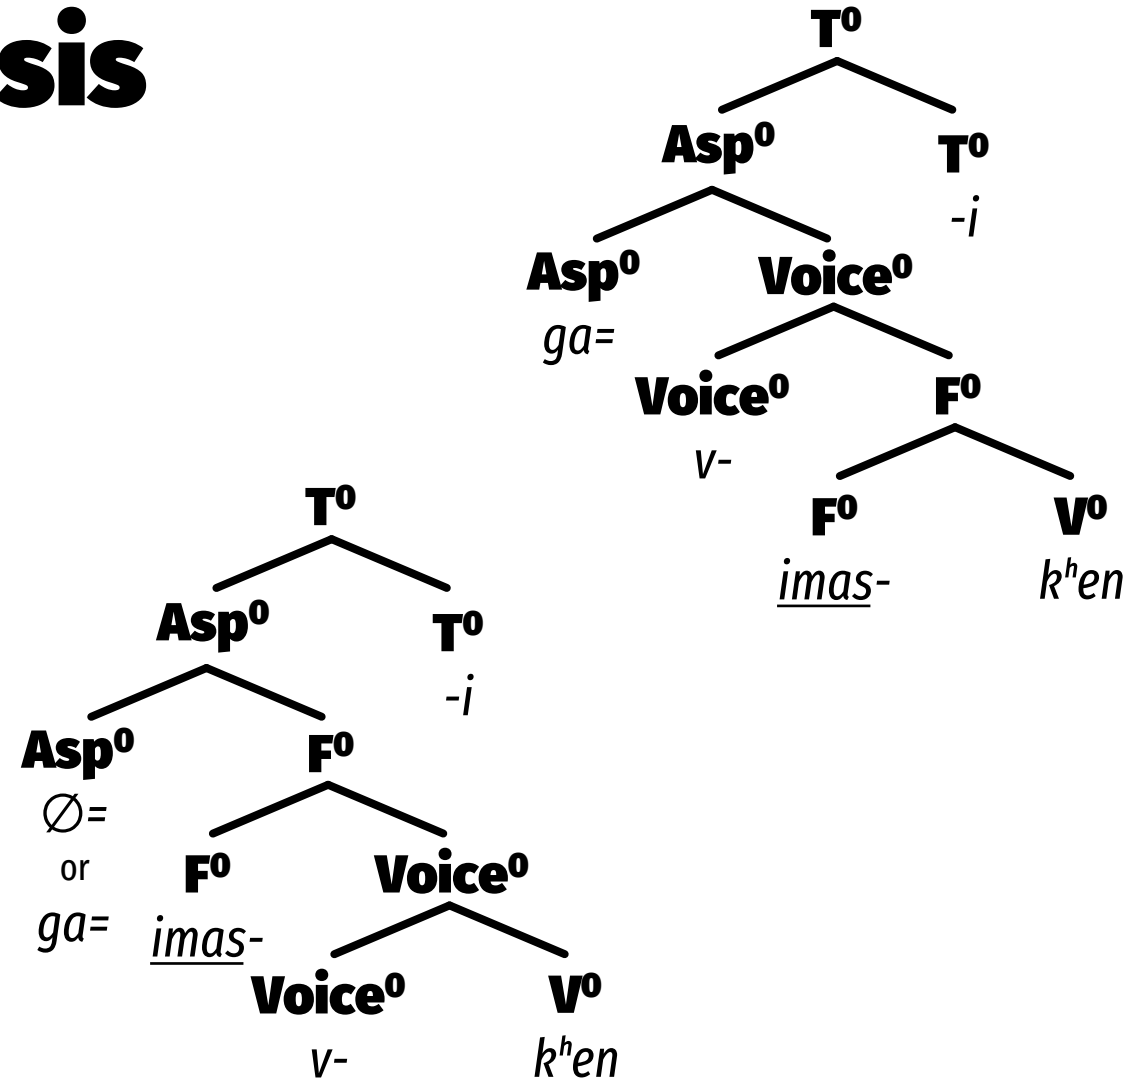 sis
T⁰
Asp⁰ T⁰
-i
Asp⁰ Voice⁰
ga=
Voice⁰ F⁰
v-
F⁰ V⁰
imas- kʰen
T⁰
Asp⁰ T⁰
-i
Asp⁰ F⁰
∅=
or F⁰ Voice⁰
ga= imas-
Voice⁰ V⁰
v- kʰen